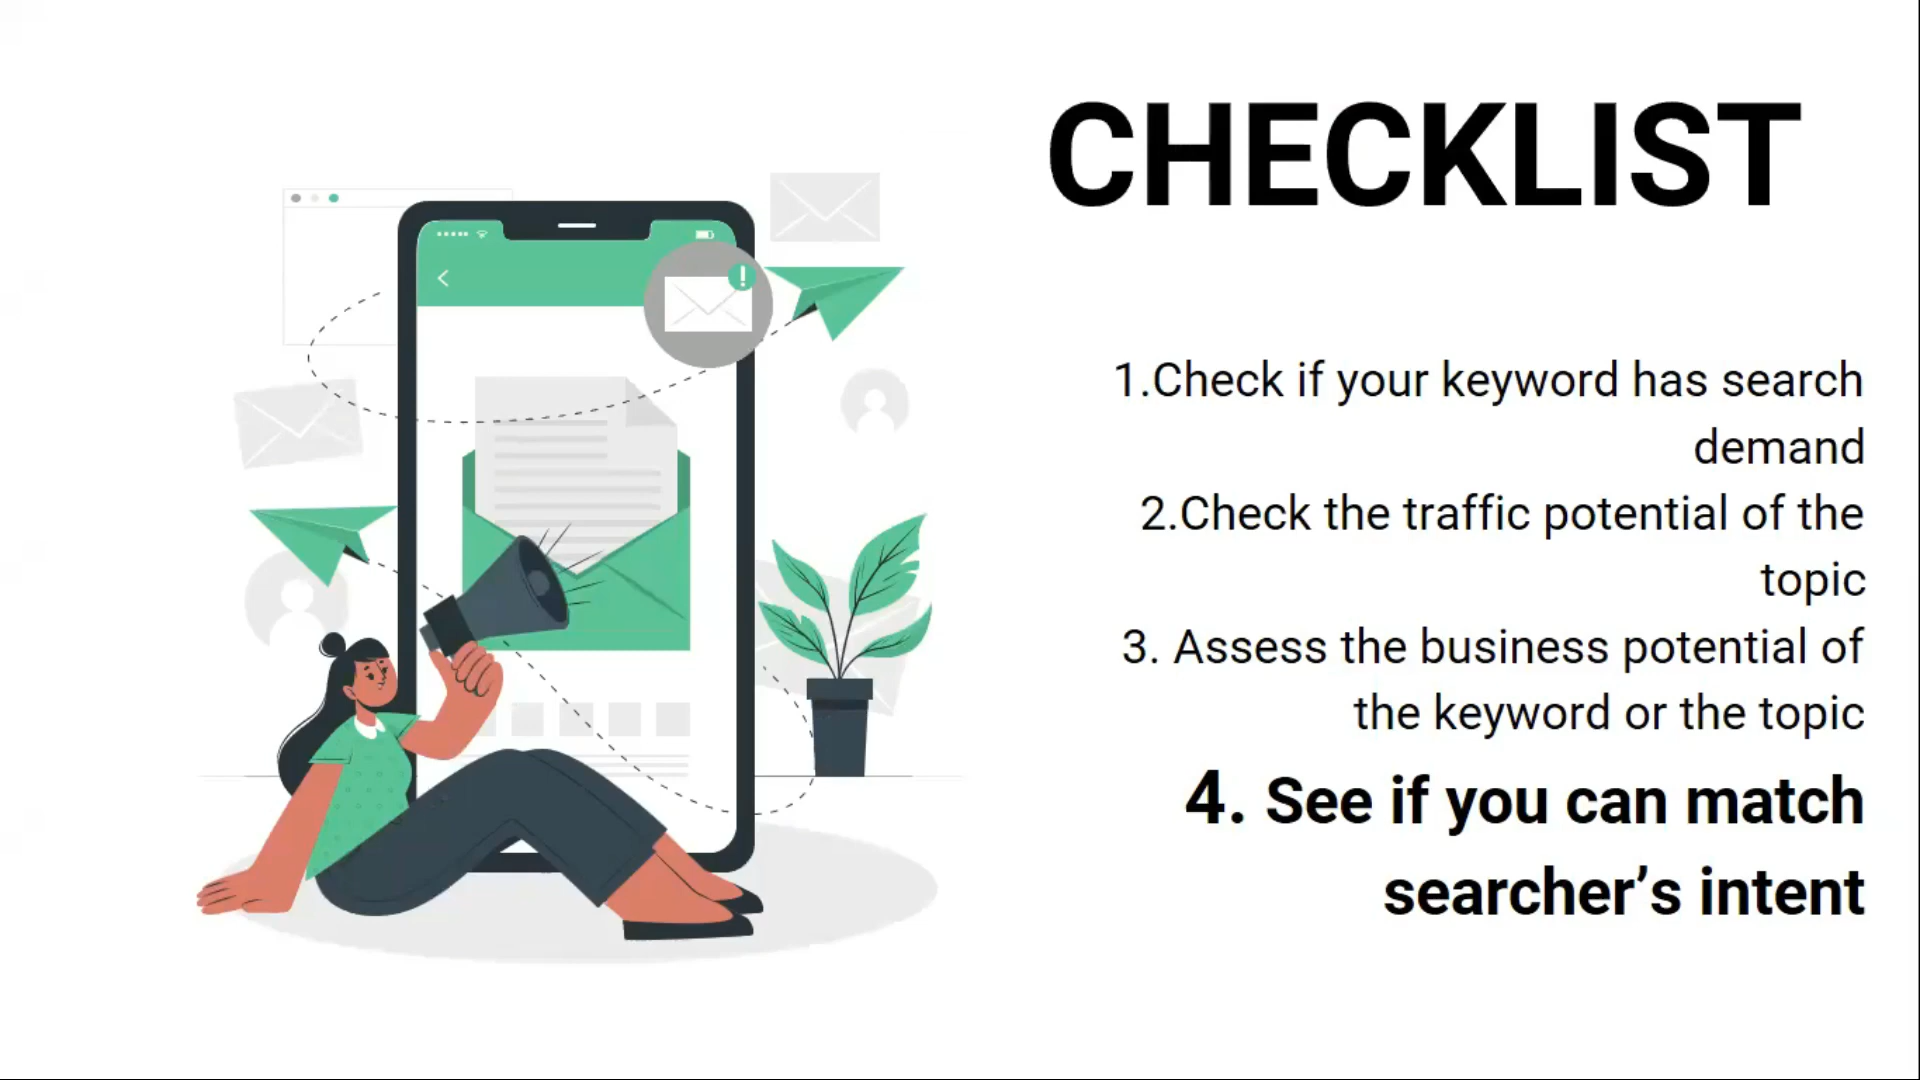 CHECKLIST
1.Check if your keyword has search
demand
2.Check the traffic potential of the
topic
3. Assess the business potential of
the keyword or the topic
4. See if you can match
searcher’s intent